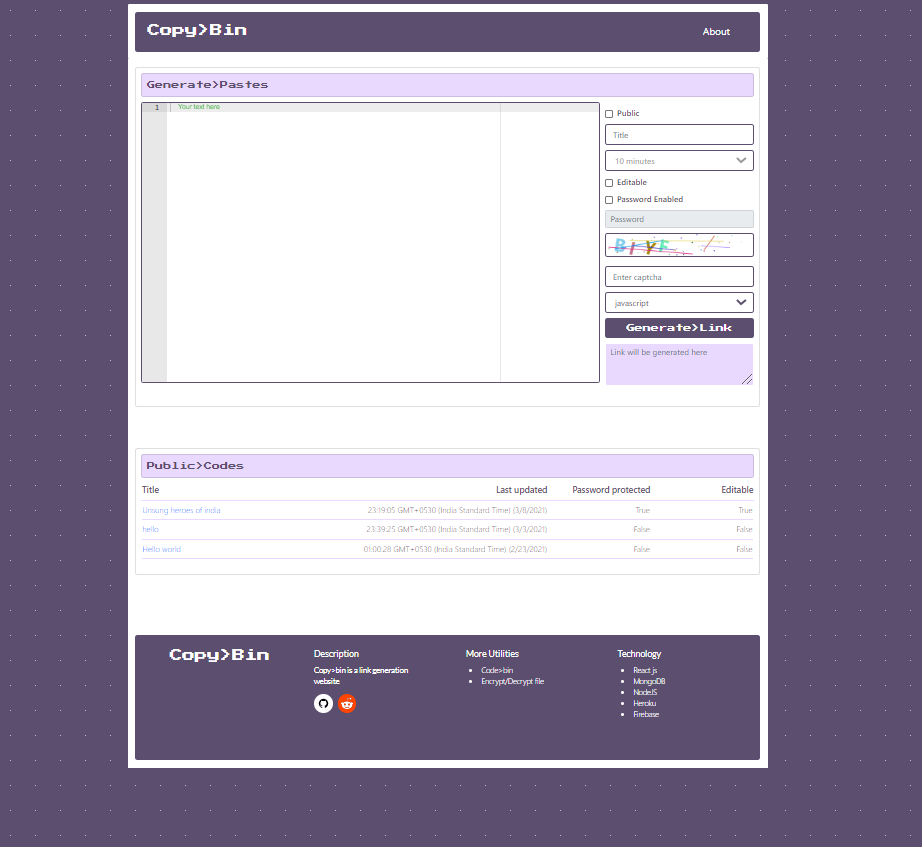 Copy>Bin
About
Generate>Pastes
1 Your text here
Public
Title
10 minutes
Editable
Password Enabled
Password
Enter captcha
javascript
Generate>Link
Link will be generated here
Public>Codes
Title Last updated Password protected Editable
Unsung heroes of india 23:19:05 GMT+0530 (India Standard Time) (3/8/2021) True True
hello 23:39:25 GMT+0530 (India Standard Time) (3/3/2021) False False
Hello world 01:00:28 GMT+0530 (India Standard Time) (2/23/2021) False False
Copy>Bin
Description
Copy>bin is a link generation
website
More Utilities
Code>bin
Encrypt/Decrypt file
Technology
React js
MongoDB
NodeJS
Heroku
Firebase